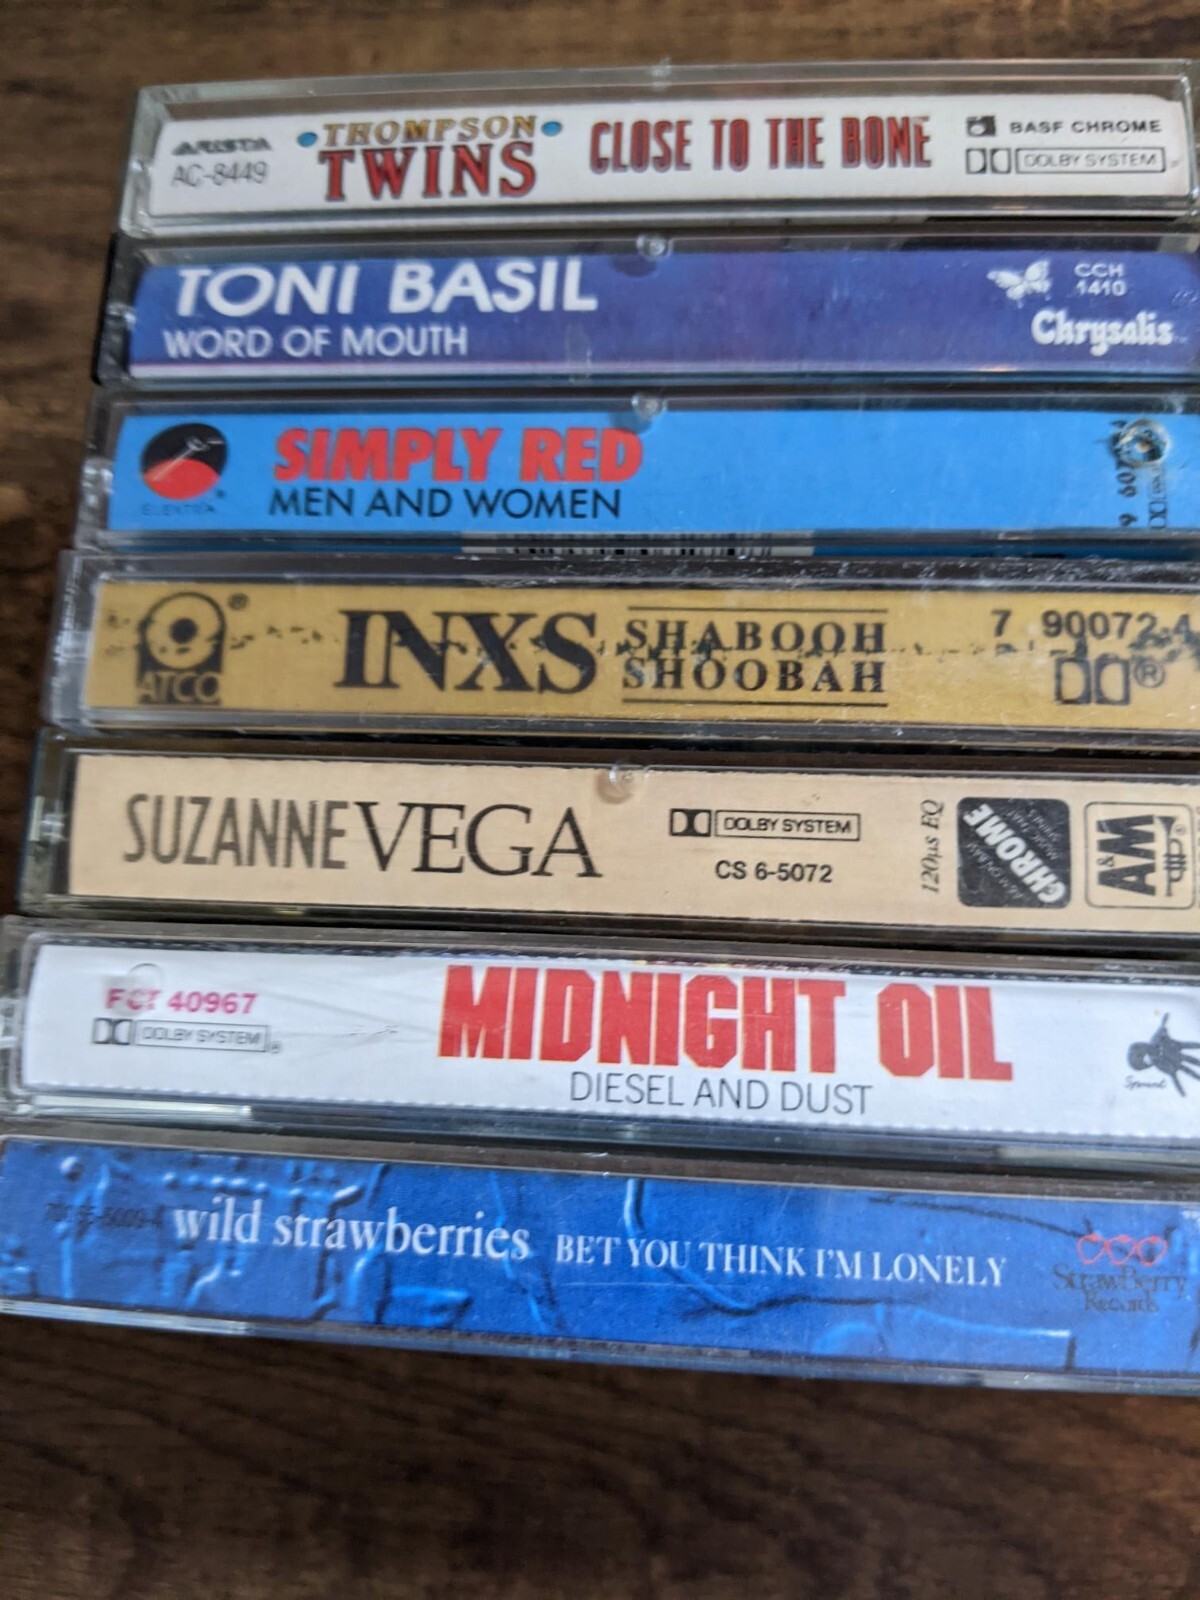 ARISTA
AC-8449
THOMPSON
TWINS
CLOSE TO THE BONE
BASF CHROME
DOLBY SYSTEM
TONI BASIL
WORD OF MOUTH
CCH
1410
Chrysalis
ELEKTRA
SIMPLY RED
MEN AND WOMEN
ATCO
®
INXS
SHABOOH
SHOOBAH
7 90072-4
®
SUZANNE VEGA
DOLBY SYSTEM
CS 6-5072
120µs EQ
CHROME
A&M
40967
DOLBY SYSTEM
MIDNIGHT OIL
DIESEL AND DUST
Sprint
wild strawberries BET YOU THINK I'M LONELY
StrawBerry
Records